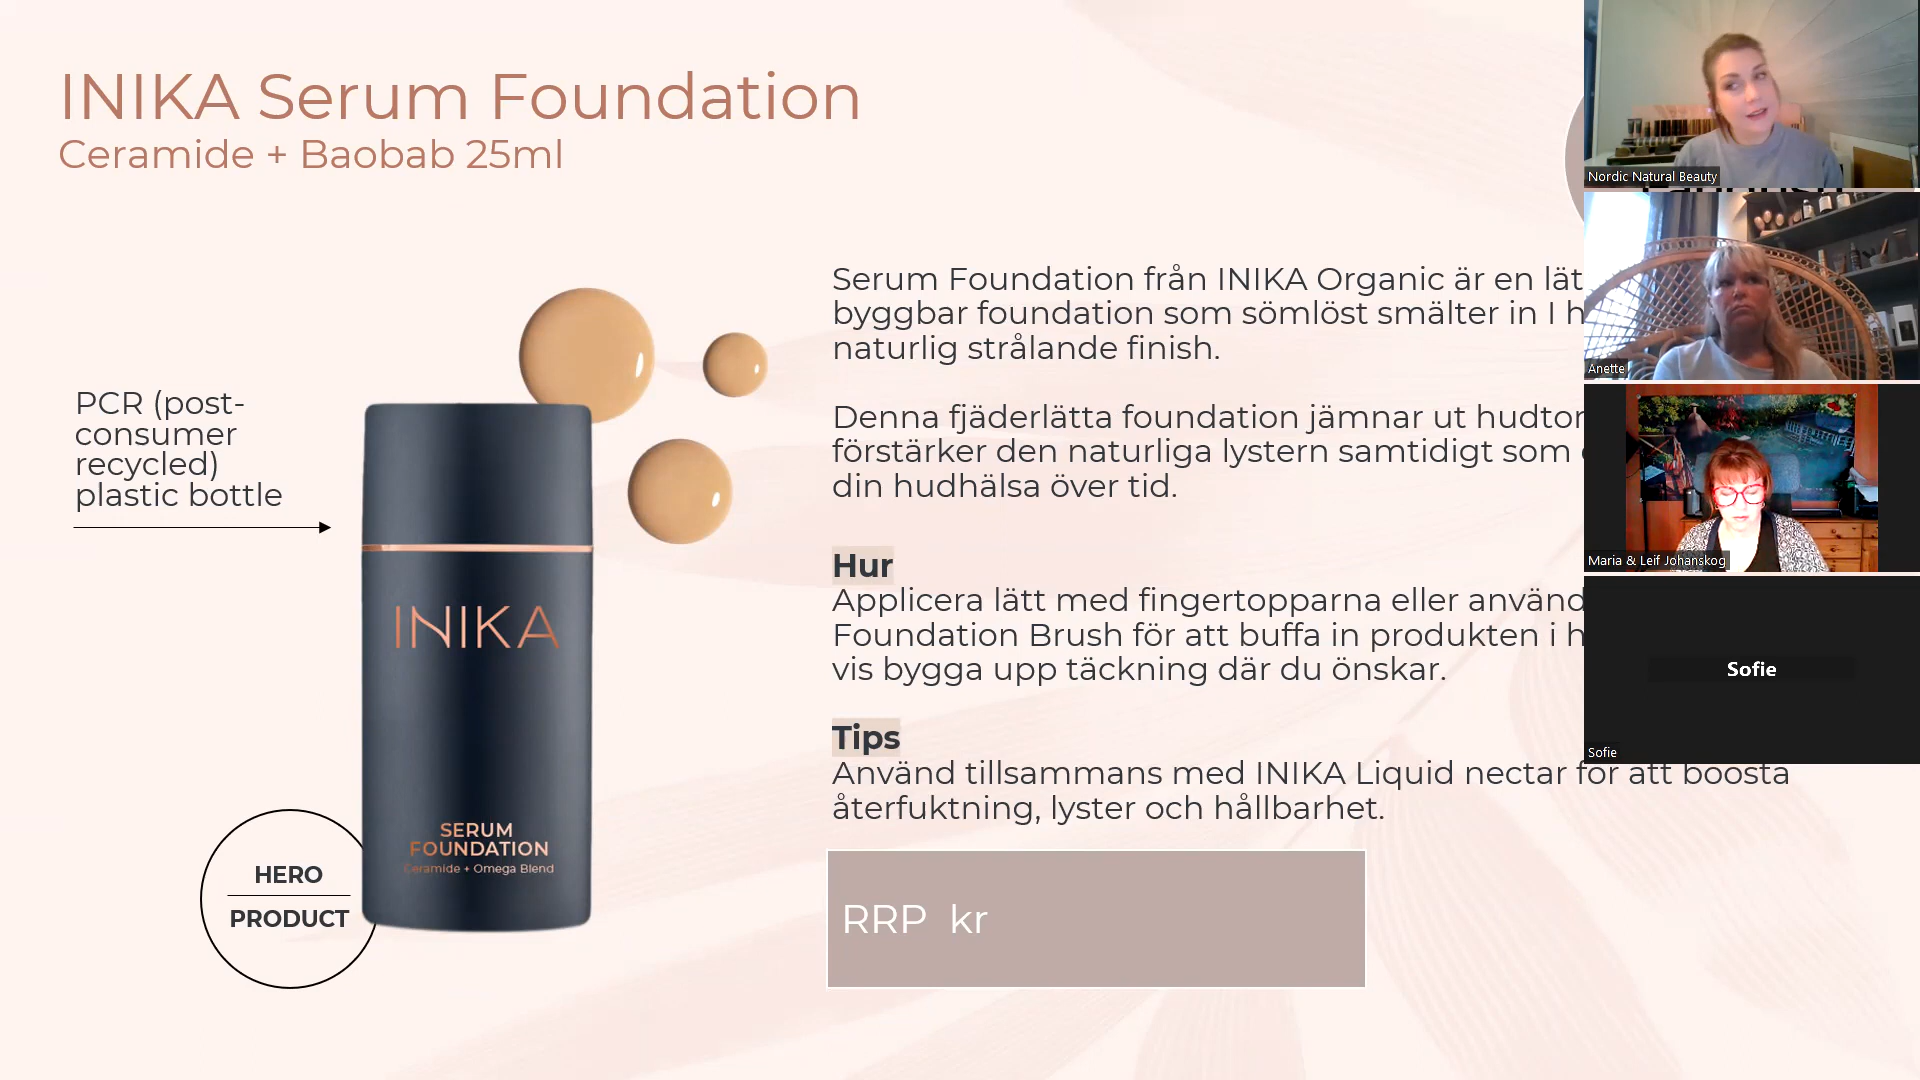 INIKA Serum Foundation
Ceramide + Baobab 25ml
PCR (post-
consumer
recycled)
plastic bottle
INIKA
SERUM
FOUNDATION
Ceramide + Omega Blend
HERO
PRODUCT
Serum Foundation från INIKA Organic är en
byggbar foundation som sömlöst smälter in I
naturlig strålande finish.
Denna fjäderlätta foundation jämnar ut
förstärker den naturliga lystern samtidigt som
din hudhälsa över tid.
Hur
Applicera lätt med fingertopparna eller använd
Foundation Brush för att buffa in produkten i
vis bygga upp täckning där du önskar.
Tips
Använd tillsammans med INIKA Liquid nectar för att boosta
återfuktning, lyster och hållbarhet.
RRP kr
Nordic Natural Beauty
Anette
Maria & Leif Johanskog
Sofie
Sofie